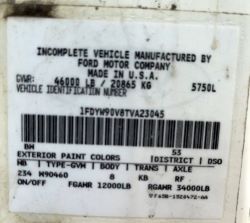 INCOMPLETE VEHICLE MANUFACTURED BY
FORD MOTOR COMPANY
MADE IN U.S.A.
GVWR: 46000 LB / 20865 KG 5750L
VEHICLE IDENTIFICATION NUMBER
1FDYW90V8TVA23045
BM 53
EXTERIOR PAINT COLORS DISTRICT DSO
WB TYPE-GVW BODY TRANS AXLE
234 W90460 8 KB RF
ON/OFF FGAWR 12000LB RGAWR 34000LB